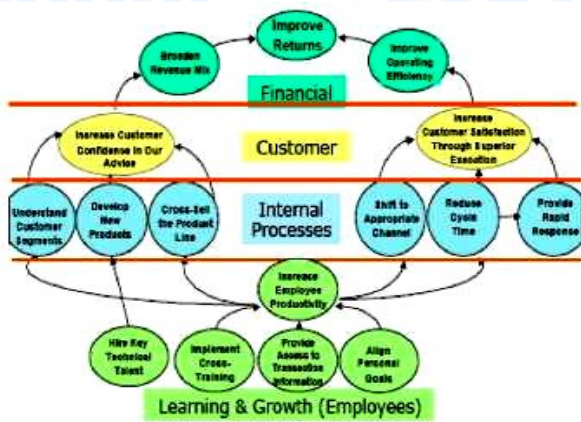 Improve
Returns
Broaden
Revenue Mix
Improve
Operating
Efficiency
Financial
Increase Customer
Confidence in Our
Advice
Customer
Increase
Customer Satisfaction
Through Superior
Execution
Understand
Customer
Segments
Develop
New
Products
Cross-Sell
the Product
Line
Internal
Processes
Shift to
Appropriate
Channel
Reduce
Cycle
Time
Provide
Rapid
Response
Increase
Employee
Productivity
Hire Key
Technical
Talent
Implement
Cross-
Training
Provide
Access to
Transaction
Information
Align
Personal
Goals
Learning & Growth (Employees)